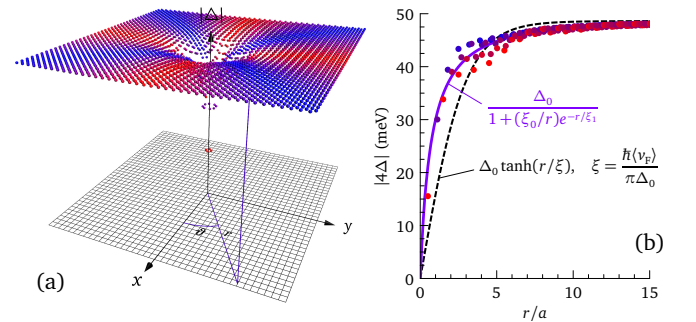 |Δ|
y
ϑ
r
x
(a)
50
40
30
20
10
0
|4Δ| (meV)
Δ₀
1+(ξ₀/r)e^{−r/ξ₁}
Δ₀ tanh(r/ξ), ξ = ℏ⟨v_F⟩
πΔ₀
(b)
0 5 10 15
r/a